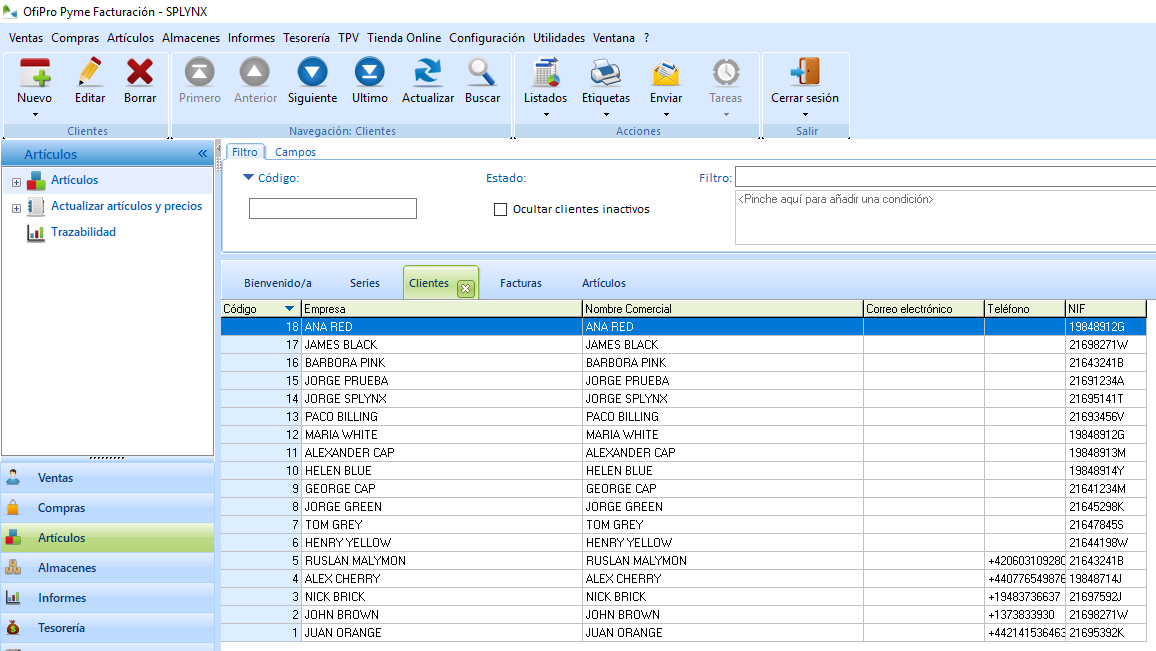 OfiPro Pyme Facturación - SPLYNX
Ventas Compras Artículos Almacenes Informes Tesorería TPV Tienda Online Configuración Utilidades Ventana ?
Nuevo Editar Borrar Primero Anterior Siguiente Ultimo Actualizar Buscar Listados Etiquetas Enviar Tareas Cerrar sesión
Clientes Navegación: Clientes Acciones Salir
Artículos «
Artículos
Actualizar artículos y precios
Trazabilidad
Ventas
Compras
Artículos
Almacenes
Informes
Tesorería
Filtro Campos
Código: Estado: Filtro:
Ocultar clientes inactivos
<Pinche aquí para añadir una condición>
Bienvenido/a Series Clientes Facturas Artículos
Código Empresa Nombre Comercial Correo electrónico Teléfono NIF
18 ANA RED ANA RED 19848912G
17 JAMES BLACK JAMES BLACK 21698271W
16 BARBORA PINK BARBORA PINK 21643241B
15 JORGE PRUEBA JORGE PRUEBA 21691234A
14 JORGE SPLYNX JORGE SPLYNX 21695141T
13 PACO BILLING PACO BILLING 21693456V
12 MARIA WHITE MARIA WHITE 19848912G
11 ALEXANDER CAP ALEXANDER CAP 19848913M
10 HELEN BLUE HELEN BLUE 19848914Y
9 GEORGE CAP GEORGE CAP 21641234M
8 JORGE GREEN JORGE GREEN 21645298K
7 TOM GREY TOM GREY 21647845S
6 HENRY YELLOW HENRY YELLOW 21644198W
5 RUSLAN MALYMON RUSLAN MALYMON +420603109280 21643241B
4 ALEX CHERRY ALEX CHERRY +440776549876 19848714J
3 NICK BRICK NICK BRICK +19483736637 21697592J
2 JOHN BROWN JOHN BROWN +1373833930 21698271W
1 JUAN ORANGE JUAN ORANGE +442141536463 21695392K